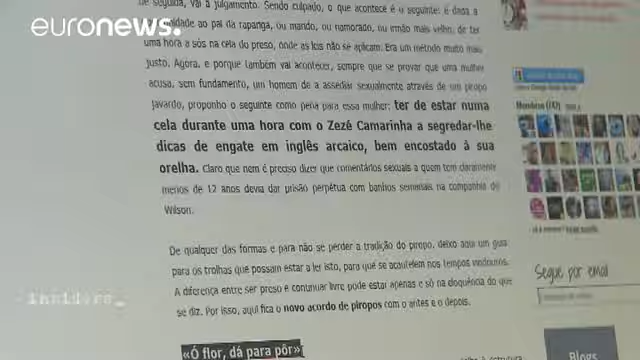 de seguida, vai a julgamento. Sendo culpado, o que acontece é o seguinte: é dada a
ao pai da rapariga, ou marido, ou namorado, ou irmão mais velho, de ter
uma hora a sós na cela do preso, onde as leis não se aplicam. Era um método muito mais
justo. Agora, e porque também vai acontecer, sempre que se provar que uma mulher
acusa, sem fundamento, um homem de a assediar sexualmente através de um piropo
javardo, proponho o seguinte como pena para essa mulher: ter de estar numa
cela durante uma hora com o Zezé Camarinha a segredar-lhe
dicas de engate em inglês arcaico, bem encostado à sua
orelha. Claro que nem é preciso dizer que comentários sexuais a quem tem claramente
menos de 12 anos devia dar prisão perpétua com banhos semanais na companhia de
Wilson.
De qualquer das formas e para não se perder a tradição do piropo, deixo aqui um guia
para os trolhas que possam estar a ler isto, para que se acautelem nos tempos vindouros.
A diferença entre ser preso e continuar livre pode estar apenas e só na eloquência do que
se diz. Por isso, aqui fica o novo acordo de piropos com o antes e o depois.
«Ó flor, dá para pôr»
euronews.
insiders_
Membros (742)
Segue por email
Blogs